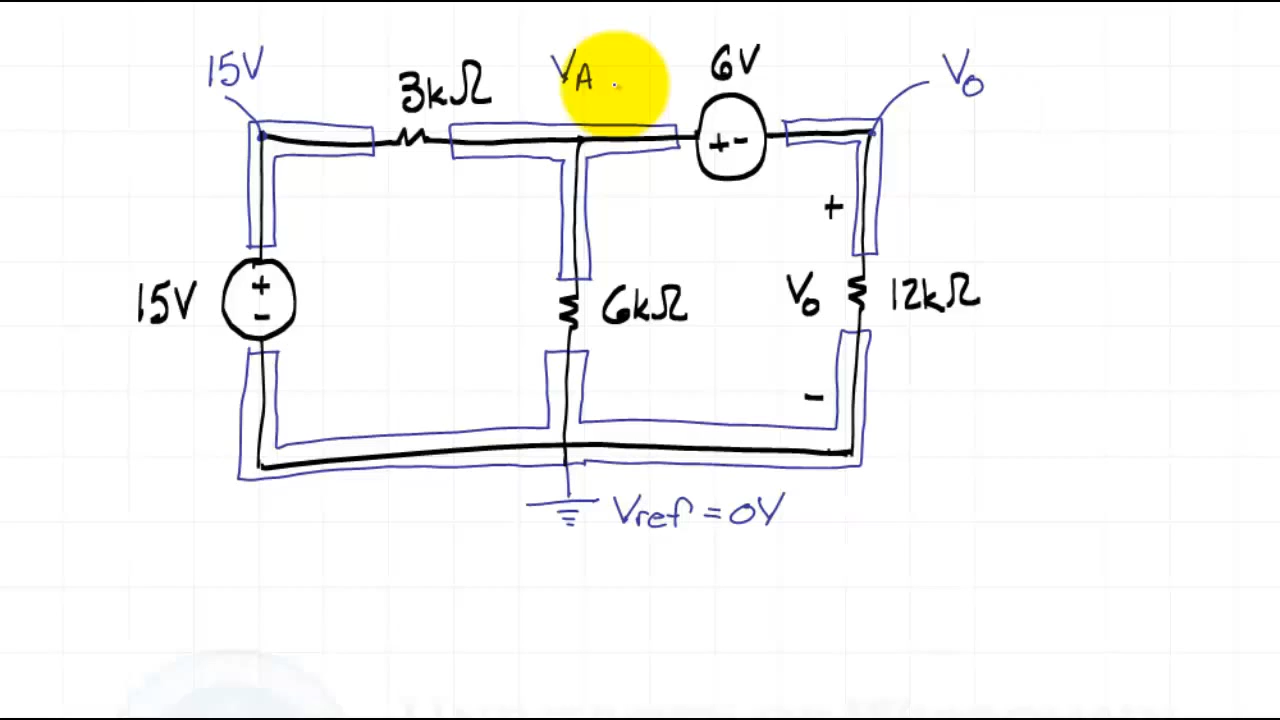 15V
3kΩ
VA
6V
Vo
+ -
+
15V
+
-
6kΩ
Vo
12kΩ
-
Vref = 0V